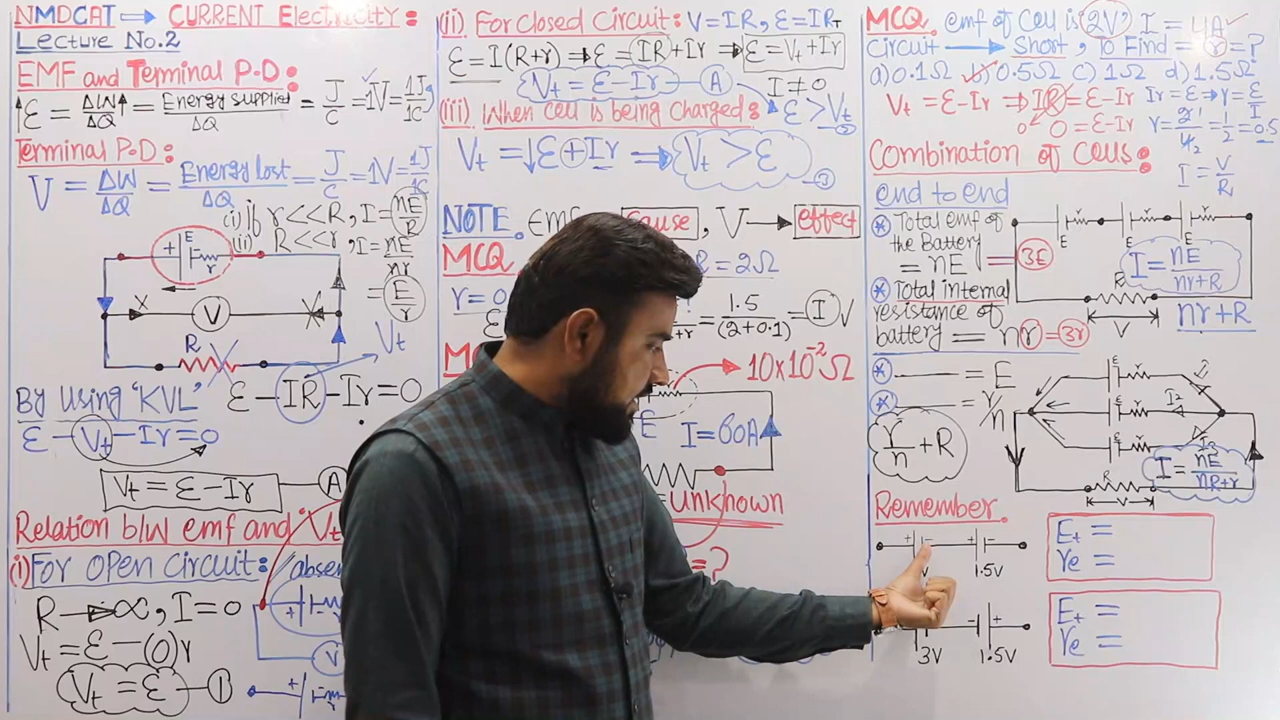 NMDCAT ⇒ CURRENT Electricity:
Lecture No.2
EMF and Terminal P.D:
ε = ΔW/ΔQ = Energy supplied/ΔQ = J/C = 1V = 1J/1C
Terminal P.D:
V = ΔW/ΔQ = Energy lost/ΔQ = J/C = 1V = 1J/1C
(i) If r << R, I = nE/R
(ii) R << r, I = nE/nr
= E/r
+ E r
X V
R
Vt
By using 'KVL' ε - IR - Ir = 0
ε - Vt - Ir = 0
Vt = ε - Ir A
Relation b/w emf and Vt
(i) For open circuit:
R → ∞, I = 0
Vt = ε - (0)r
Vt = ε 1
(ii) For closed circuit: V = IR, ε = IRT
ε = I(R+r) ⇒ ε = IR + Ir ⇒ ε = Vt + Ir
Vt = ε - Ir A I ≠ 0
ε > Vt 2
(iii) When cell is being charged:
Vt = ε + Ir ⇒ Vt > ε 3
NOTE. emf cause, V → effect
MCQ = 2Ω
1.5/(2+0.1) = I V
10×10⁻²Ω
E I = 60A
unknown
= ?
MCQ. emf of cell is 2V I = 4A
Circuit → Short, To Find = r = ?
a) 0.1Ω b) 0.5Ω c) 1Ω d) 1.5Ω
Vt = ε - Ir ⇒ IR = ε - Ir Ir = ε ⇒ r = ε/I
0 = ε - Ir r = 2/4 = 1/2 = 0.5
Combination of Cells:
I = V/R
end to end
* Total emf of
the Battery
= nE = 3E
* Total internal
resistance of
battery = nr = 3r
E r E r E r
I = nE/nr+R
R
V
nr+R
* = E
* = r/n
r/n + R
E r
E r I2
E r
I = nE/nR+r
R
V
Remember.
+ - + -
1.5V
Et =
re =
3V 1.5V
Et =
re =